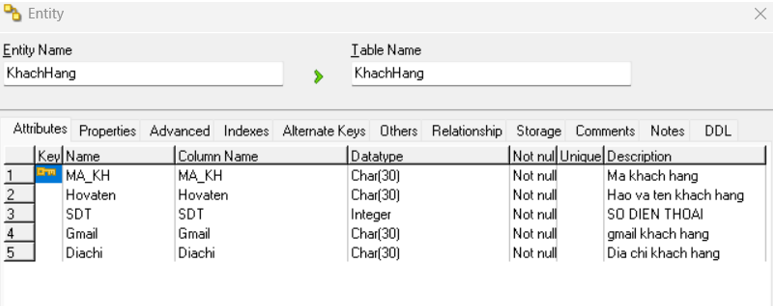 Entity
Entity Name Table Name
KhachHang KhachHang
Attributes Properties Advanced Indexes Alternate Keys Others Relationship Storage Comments Notes DDL
Key Name Column Name Datatype Not null Unique Description
1 MA_KH MA_KH Char(30) Not null Ma khach hang
2 Hovaten Hovaten Char(30) Not null Hao va ten khach hang
3 SDT SDT Integer Not null SO DIEN THOAI
4 Gmail Gmail Char(30) Not null gmail khach hang
5 Diachi Diachi Char(30) Not null Dia chi khach hang